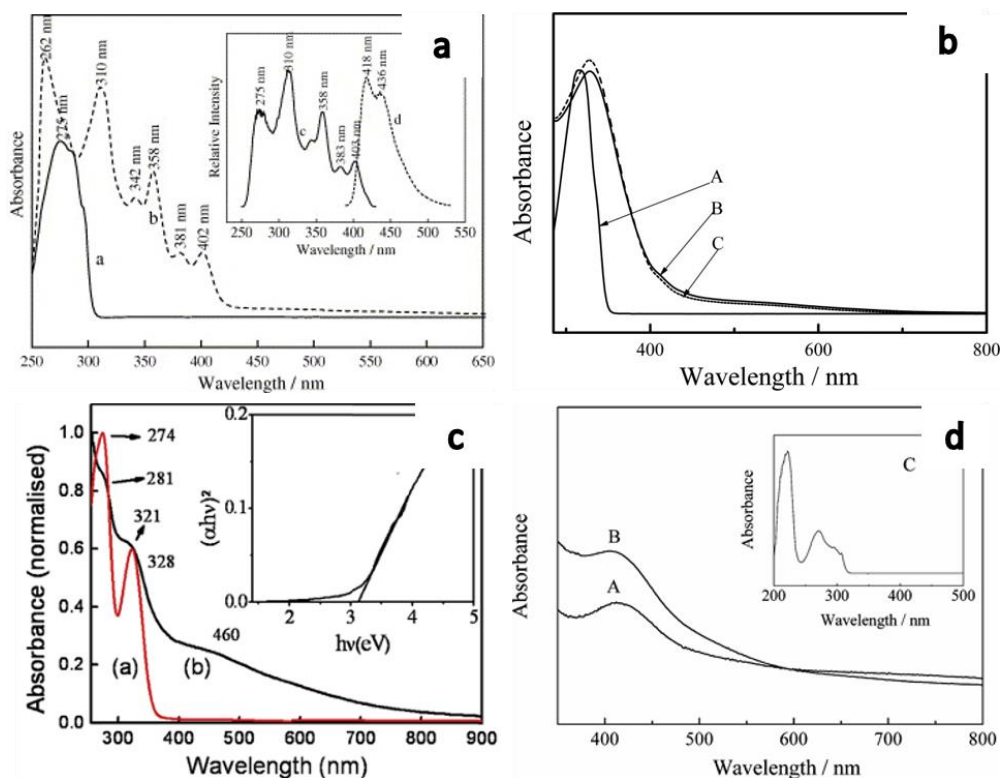 a
262 nm
275 nm
310 nm
342 nm
358 nm
381 nm
402 nm
b
a
Absorbance
250 300 350 400 450 500 550 600 650
Wavelength / nm
275 nm
310 nm
358 nm
383 nm
403 nm
418 nm
436 nm
c
d
Relative Intensity
250 300 350 400 450 500 550
Wavelength / nm
b
A
B
C
Absorbance
400 600 800
Wavelength / nm
c
1.0
0.8
0.6
0.4
0.2
0.0
274
281
321
328
460
(a)
(b)
Absorbance (normalised)
300 400 500 600 700 800 900
Wavelength (nm)
0.2
0.1
0.0
(αhν)²
2 3 4 5
hν(eV)
d
B
A
Absorbance
400 500 600 700 800
Wavelength / nm
C
Absorbance
200 300 400 500
Wavelength / nm